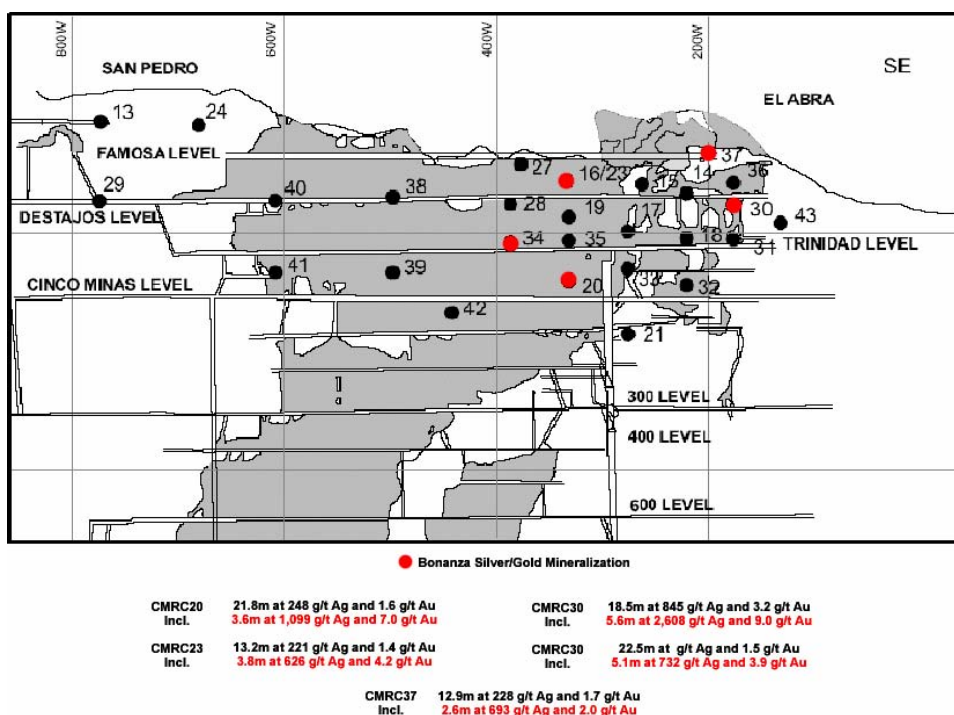 800W
600W
400W
200W
SE
SAN PEDRO
EL ABRA
13
24
FAMOSA LEVEL
37
27
16/23
15
14
36
29
40
38
28
19
17
30
43
DESTAJOS LEVEL
34
35
18
31
TRINIDAD LEVEL
41
39
CINCO MINAS LEVEL
20
33
32
42
21
300 LEVEL
400 LEVEL
600 LEVEL
Bonanza Silver/Gold Mineralization
CMRC20 21.8m at 248 g/t Ag and 1.6 g/t Au
Incl. 3.6m at 1,099 g/t Ag and 7.0 g/t Au
CMRC30 18.5m at 845 g/t Ag and 3.2 g/t Au
Incl. 5.6m at 2,608 g/t Ag and 9.0 g/t Au
CMRC23 13.2m at 221 g/t Ag and 1.4 g/t Au
Incl. 3.8m at 626 g/t Ag and 4.2 g/t Au
CMRC30 22.5m at g/t Ag and 1.5 g/t Au
Incl. 5.1m at 732 g/t Ag and 3.9 g/t Au
CMRC37 12.9m at 228 g/t Ag and 1.7 g/t Au
Incl. 2.6m at 693 g/t Ag and 2.0 g/t Au